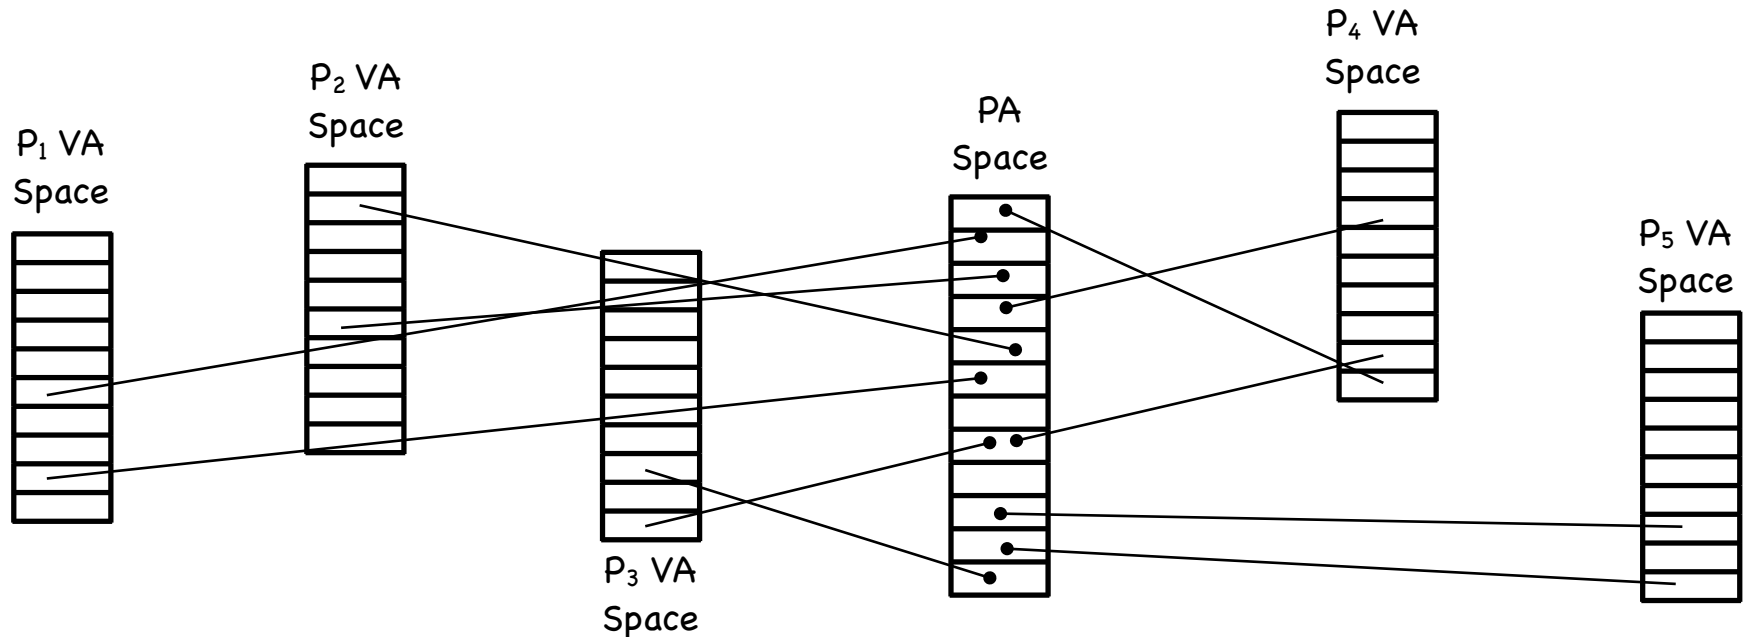 P₁ VA
Space
P₂ VA
Space
P₃ VA
Space
PA
Space
P₄ VA
Space
P₅ VA
Space